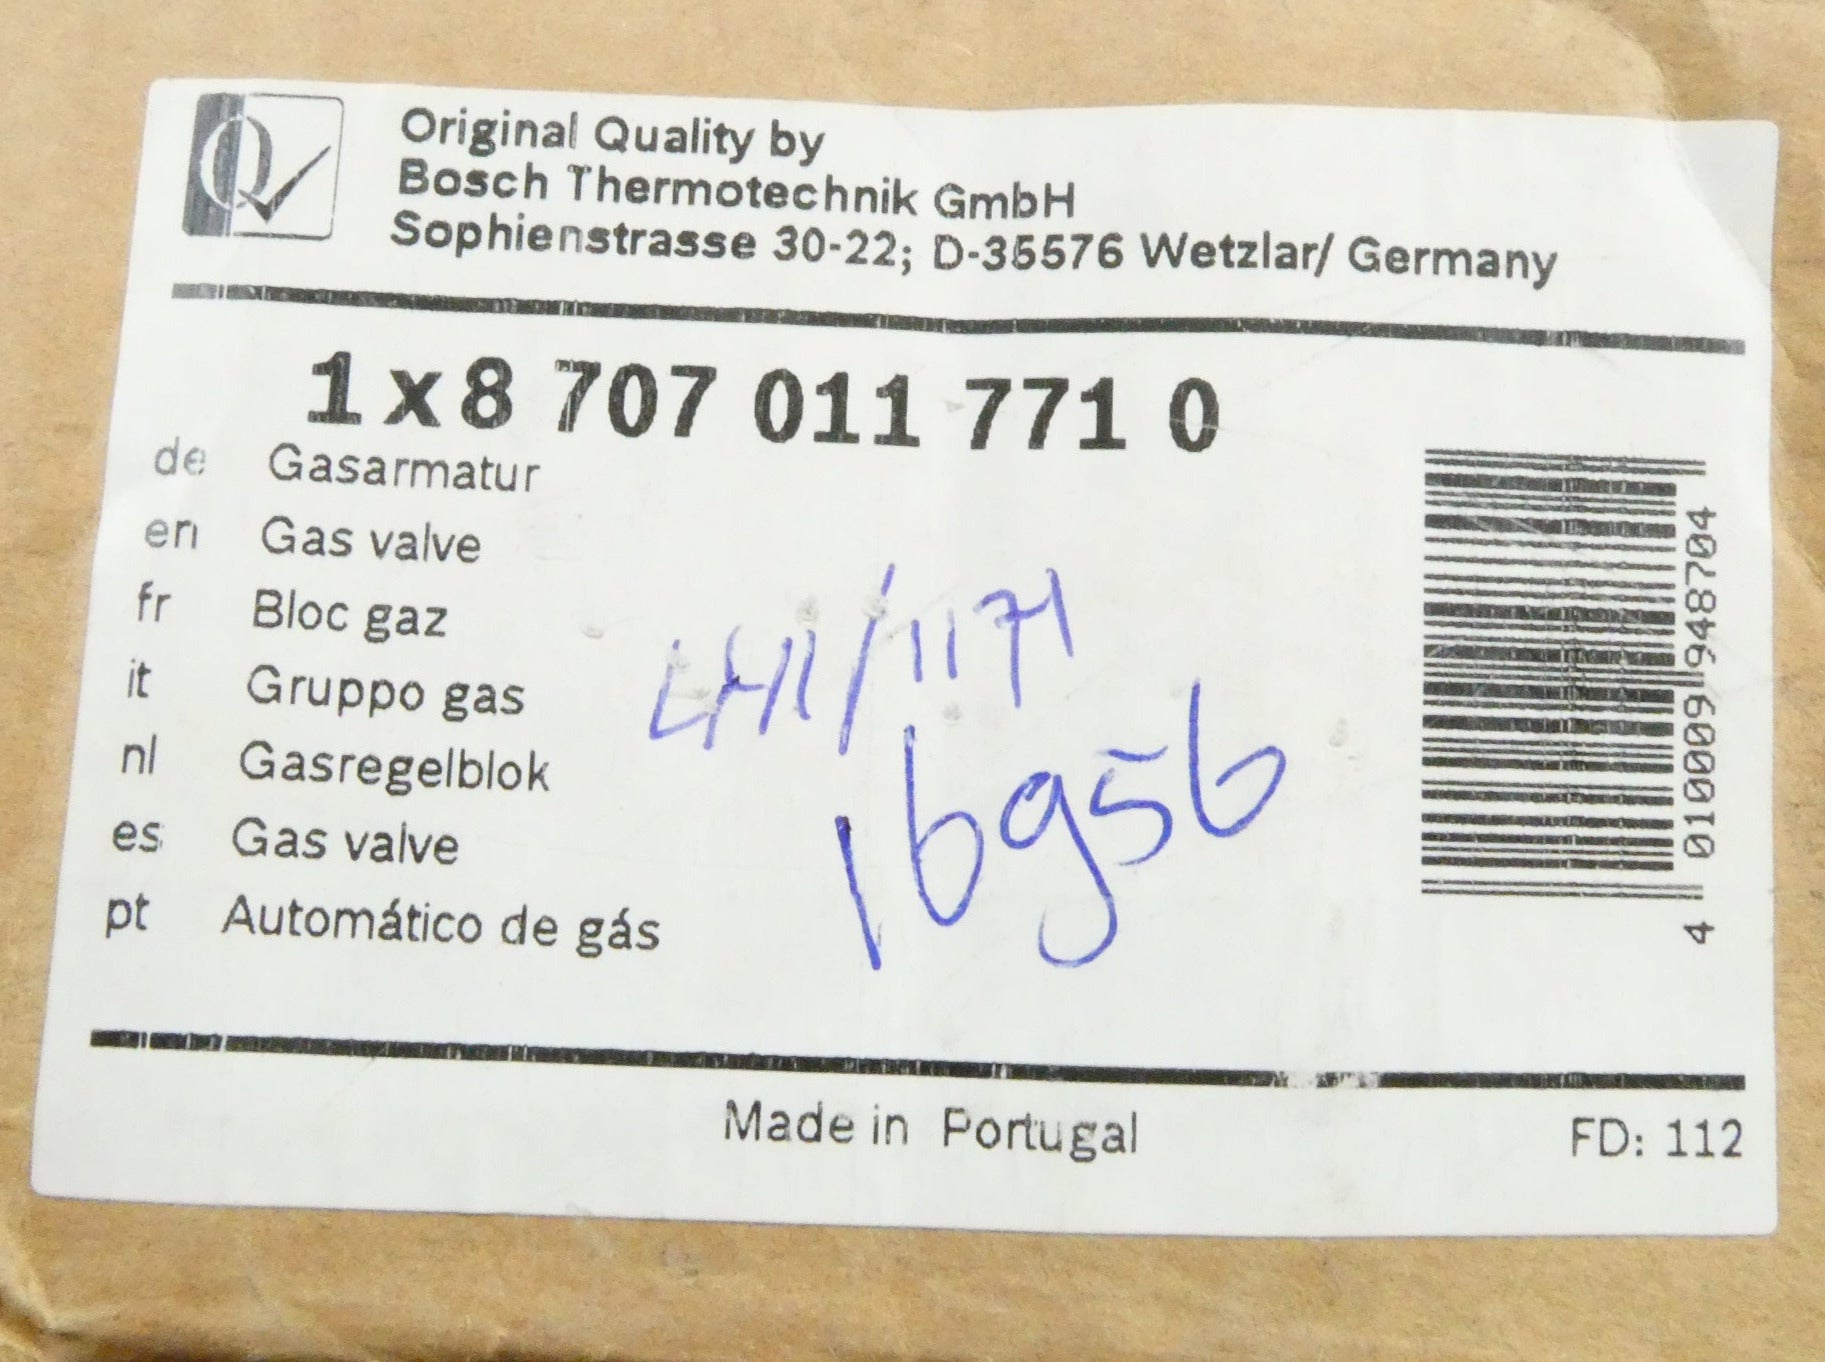 Original Quality by
Bosch Thermotechnik GmbH
Sophienstrasse 30-22; D-35576 Wetzlar/ Germany
1 x 8 707 011 771 0
de Gasarmatur
en Gas valve
fr Bloc gaz
it Gruppo gas
nl Gasregelblok
es Gas valve
pt Automático de gás
16956
4 010009 948704
Made in Portugal
FD: 112